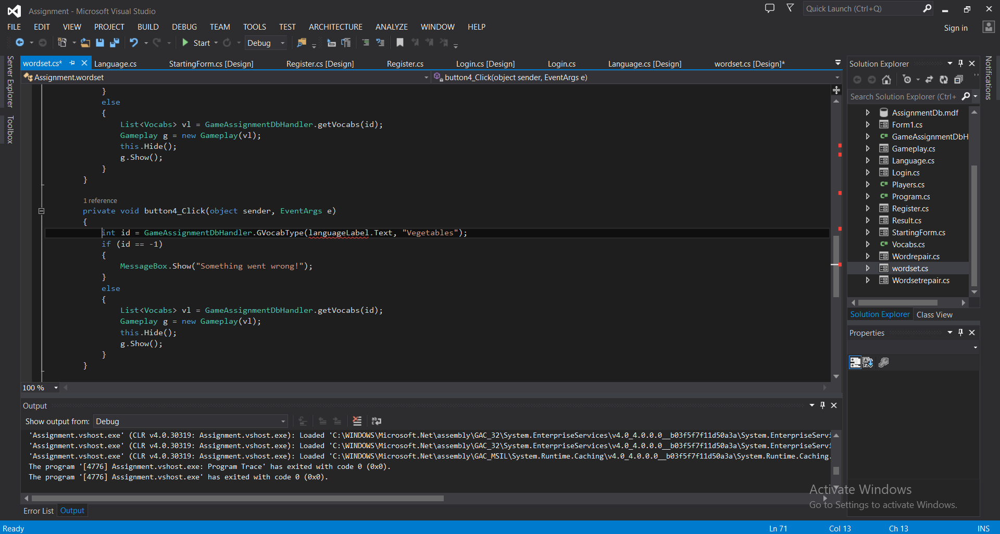 Assignment - Microsoft Visual Studio
Quick Launch (Ctrl+Q)
FILE EDIT VIEW PROJECT BUILD DEBUG TEAM TOOLS TEST ARCHITECTURE ANALYZE WINDOW HELP
Sign in
Start Debug
Server Explorer
Toolbox
wordset.cs* Language.cs StartingForm.cs [Design] Register.cs [Design] Register.cs Login.cs [Design] Login.cs Language.cs [Design] wordset.cs [Design]*
Assignment.wordset button4_Click(object sender, EventArgs e)
}
else
{
List<Vocabs> vl = GameAssignmentDbHandler.getVocabs(id);
Gameplay g = new Gameplay(vl);
this.Hide();
g.Show();
}
}
1 reference
private void button4_Click(object sender, EventArgs e)
{
int id = GameAssignmentDbHandler.GVocabType(languageLabel.Text, "Vegetables");
if (id == -1)
{
MessageBox.Show("Something went wrong!");
}
else
{
List<Vocabs> vl = GameAssignmentDbHandler.getVocabs(id);
Gameplay g = new Gameplay(vl);
this.Hide();
g.Show();
}
}
100 %
Output
Show output from: Debug
'Assignment.vshost.exe' (CLR v4.0.30319: Assignment.vshost.exe): Loaded 'C:\WINDOWS\Microsoft.Net\assembly\GAC_32\System.EnterpriseServices\v4.0_4.0.0.0__b03f5f7f11d50a3a\System.EnterpriseServi
'Assignment.vshost.exe' (CLR v4.0.30319: Assignment.vshost.exe): Loaded 'C:\WINDOWS\Microsoft.Net\assembly\GAC_32\System.EnterpriseServices\v4.0_4.0.0.0__b03f5f7f11d50a3a\System.EnterpriseServi
'Assignment.vshost.exe' (CLR v4.0.30319: Assignment.vshost.exe): Loaded 'C:\WINDOWS\Microsoft.Net\assembly\GAC_MSIL\System.Runtime.Caching\v4.0_4.0.0.0__b03f5f7f11d50a3a\System.Runtime.Caching.
The program '[4776] Assignment.vshost.exe: Program Trace' has exited with code 0 (0x0).
The program '[4776] Assignment.vshost.exe' has exited with code 0 (0x0).
Error List Output
Solution Explorer
Search Solution Explorer (Ctrl+
AssignmentDb.mdf
Form1.cs
GameAssignmentDbH
Gameplay.cs
Language.cs
Login.cs
Players.cs
Program.cs
Register.cs
Result.cs
StartingForm.cs
Vocabs.cs
Wordrepair.cs
wordset.cs
Wordsetrepair.cs
Solution Explorer Class View
Properties
Notifications
Activate Windows
Go to Settings to activate Windows.
Ready Ln 71 Col 13 Ch 13 INS